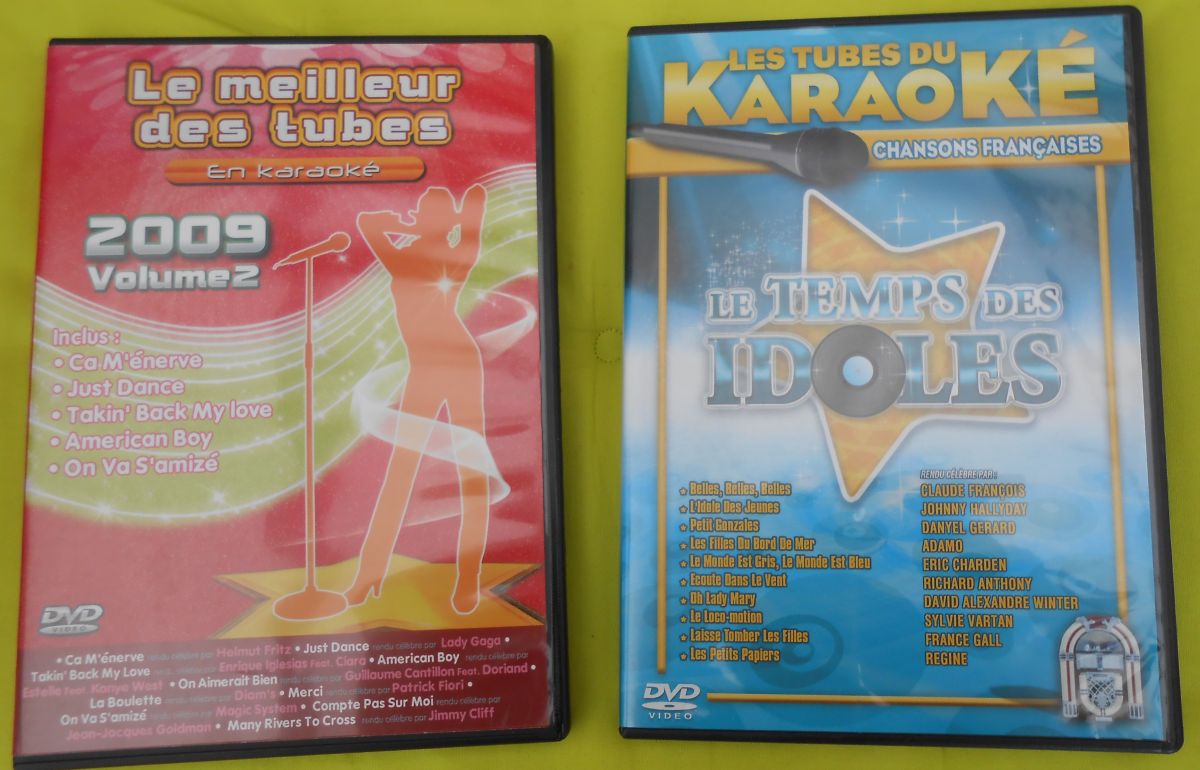 Le meilleur
des tubes
En karaoké
2009
Volume2
Inclus :
• Ca M'énerve
• Just Dance
• Takin' Back My love
• American Boy
• On Va S'amizé
DVD
VIDEO
• Ca M'énerve rendu célèbre par Helmut Fritz • Just Dance rendu célèbre par Lady Gaga •
Takin' Back My Love rendu célèbre par Enrique Iglesias Feat. Ciara • American Boy rendu célèbre par
Estelle Feat. Kanye West • On Aimerait Bien rendu célèbre par Guillaume Cantillon Feat. Doriand •
La Boulette rendu célèbre par Diam's • Merci rendu célèbre par Patrick Fiori •
On Va S'amizé rendu célèbre par Magic System • Compte Pas Sur Moi rendu célèbre par
Jean-Jacques Goldman • Many Rivers To Cross rendu célèbre par Jimmy Cliff
LES TUBES DU
KARAOKÉ
CHANSONS FRANÇAISES
LE TEMPS DES
IDOLES
RENDU CÉLÈBRE PAR :
Belles, Belles, Belles CLAUDE FRANÇOIS
L'Idole Des Jeunes JOHNNY HALLYDAY
Petit Gonzales DANYEL GERARD
Les Filles Du Bord De Mer ADAMO
Le Monde Est Gris, Le Monde Est Bleu ERIC CHARDEN
Ecoute Dans Le Vent RICHARD ANTHONY
Oh Lady Mary DAVID ALEXANDRE WINTER
Le Loco-motion SYLVIE VARTAN
Laisse Tomber Les Filles FRANCE GALL
Les Petits Papiers REGINE
DVD
VIDEO